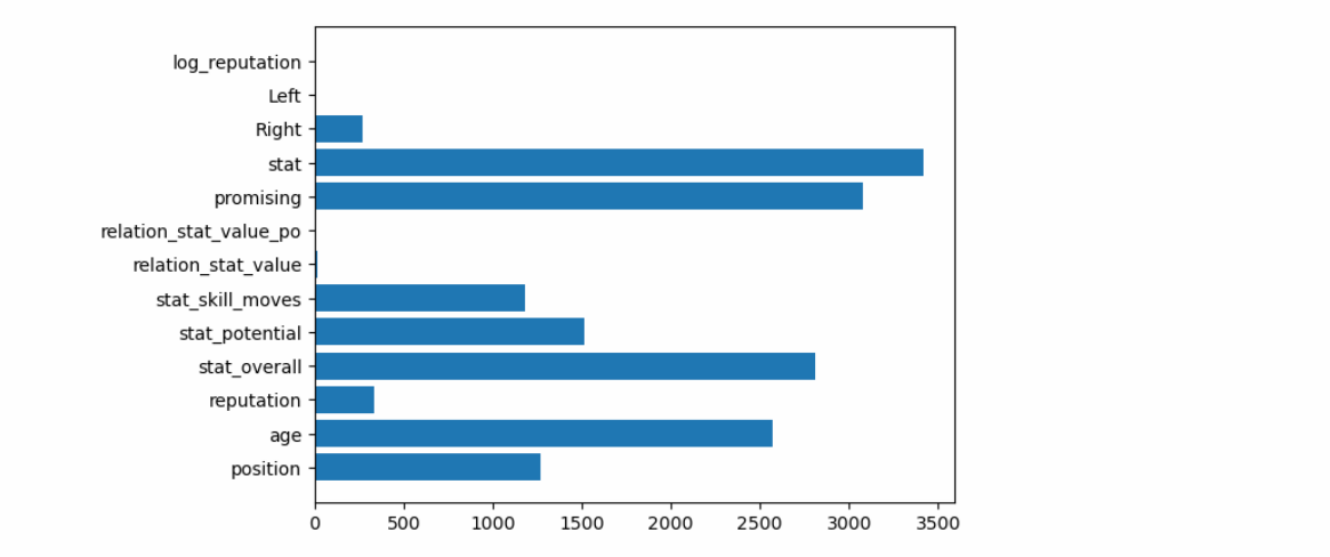 log_reputation
Left
Right
stat
promising
relation_stat_value_po
relation_stat_value
stat_skill_moves
stat_potential
stat_overall
reputation
age
position
0 500 1000 1500 2000 2500 3000 3500